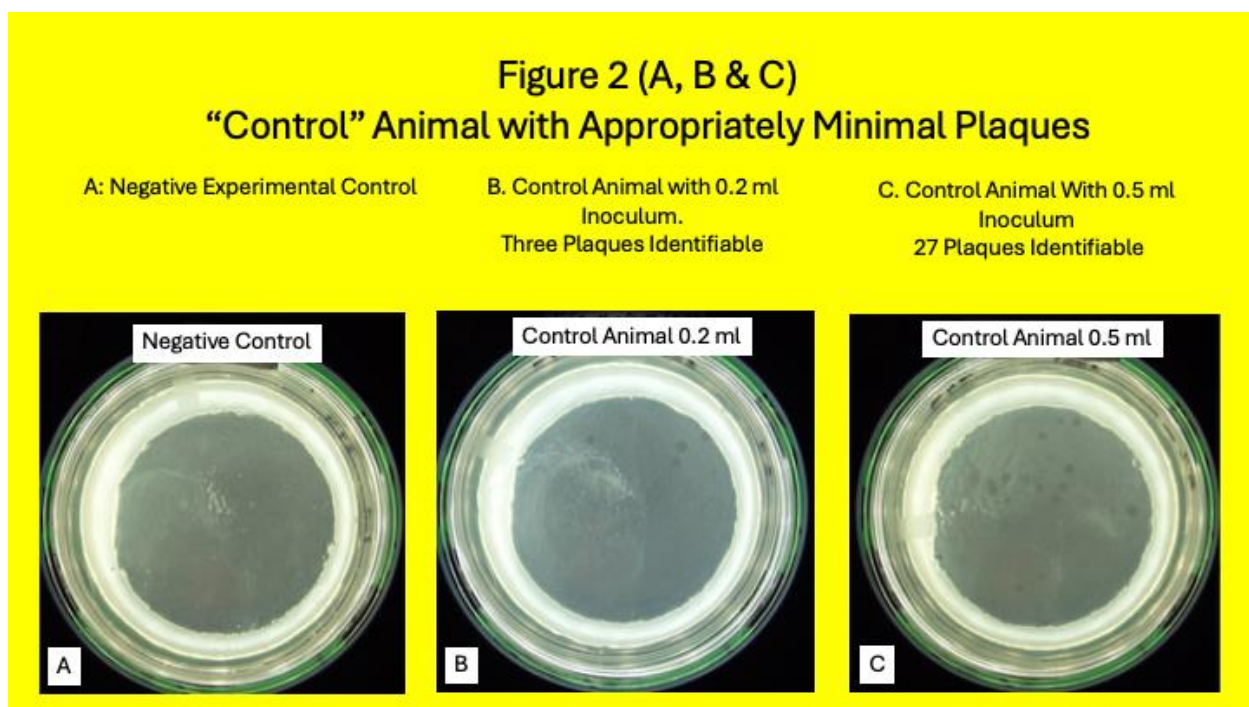 Figure 2 (A, B & C)
“Control” Animal with Appropriately Minimal Plaques
A: Negative Experimental Control
B. Control Animal with 0.2 ml
Inoculum.
Three Plaques Identifiable
C. Control Animal With 0.5 ml
Inoculum
27 Plaques Identifiable
Negative Control
A
Control Animal 0.2 ml
B
Control Animal 0.5 ml
C